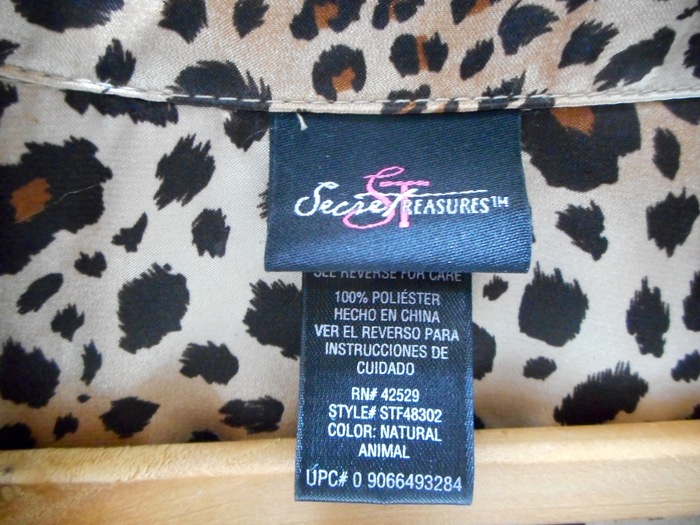 ST
Secret TREASURES™
SEE REVERSE FOR CARE
100% POLIÉSTER
HECHO EN CHINA
VER EL REVERSO PARA
INSTRUCCIONES DE
CUIDADO
RN# 42529
STYLE# STF48302
COLOR: NATURAL
ANIMAL
UPC# 0 9066493284